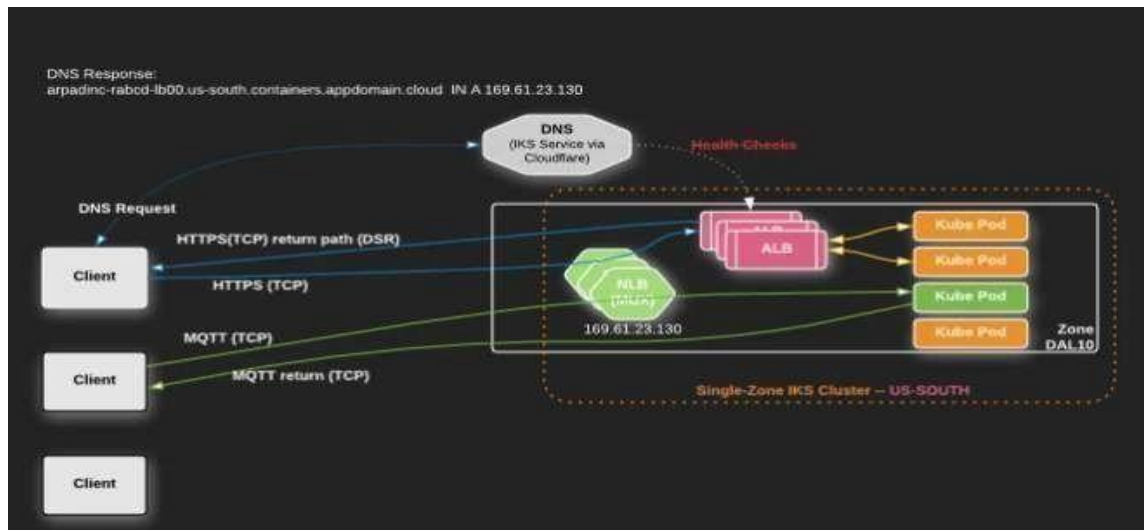 DNS Response:
arpadinc-rabcd-lb00.us-south.containers.appdomain.cloud IN A 169.61.23.130
DNS
(IKS Service via
Cloudflare)
Health Checks
DNS Request
HTTPS(TCP) return path (DSR)
HTTPS (TCP)
Client
ALB
ALB
Kube Pod
Kube Pod
NLB
(MUX)
169.61.23.130
Kube Pod
Kube Pod
Zone
DAL10
MQTT (TCP)
MQTT return (TCP)
Client
Single-Zone IKS Cluster -- US-SOUTH
Client